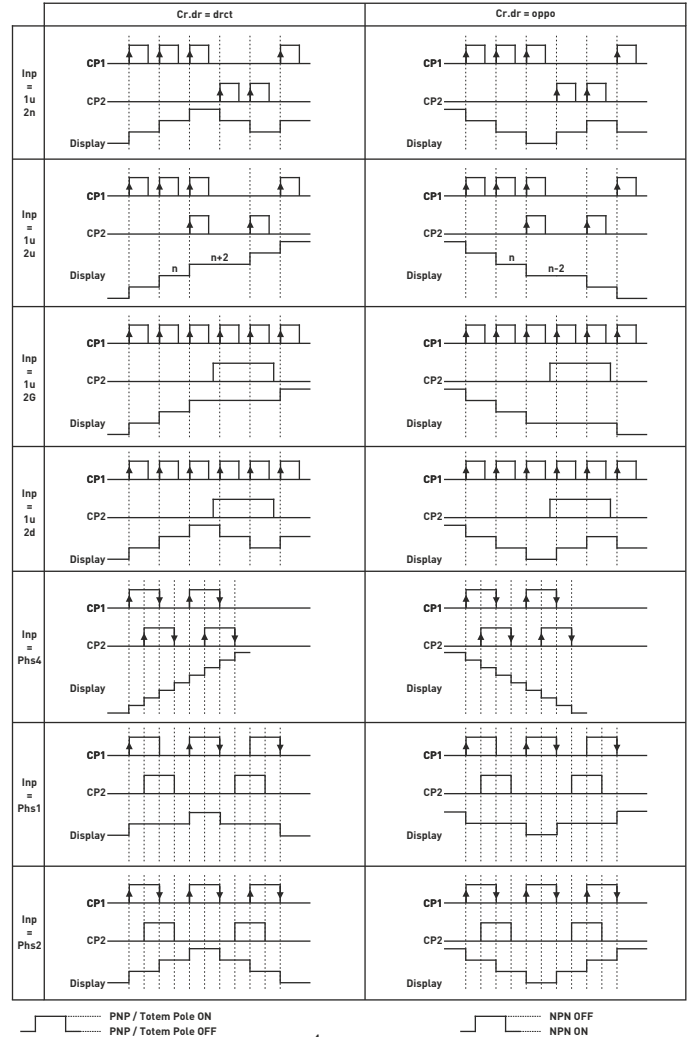 Cr.dr = drct
Cr.dr = oppo
Inp
=
1u
2n
CP1
CP2
Display
CP1
CP2
Display
Inp
=
1u
2u
CP1
CP2
Display
n
n+2
CP1
CP2
Display
n
n-2
Inp
=
1u
2G
CP1
CP2
Display
CP1
CP2
Display
Inp
=
1u
2d
CP1
CP2
Display
CP1
CP2
Display
Inp
=
Phs4
CP1
CP2
Display
CP1
CP2
Display
Inp
=
Phs1
CP1
CP2
Display
CP1
CP2
Display
Inp
=
Phs2
CP1
CP2
Display
CP1
CP2
Display
PNP / Totem Pole ON
PNP / Totem Pole OFF
NPN OFF
NPN ON